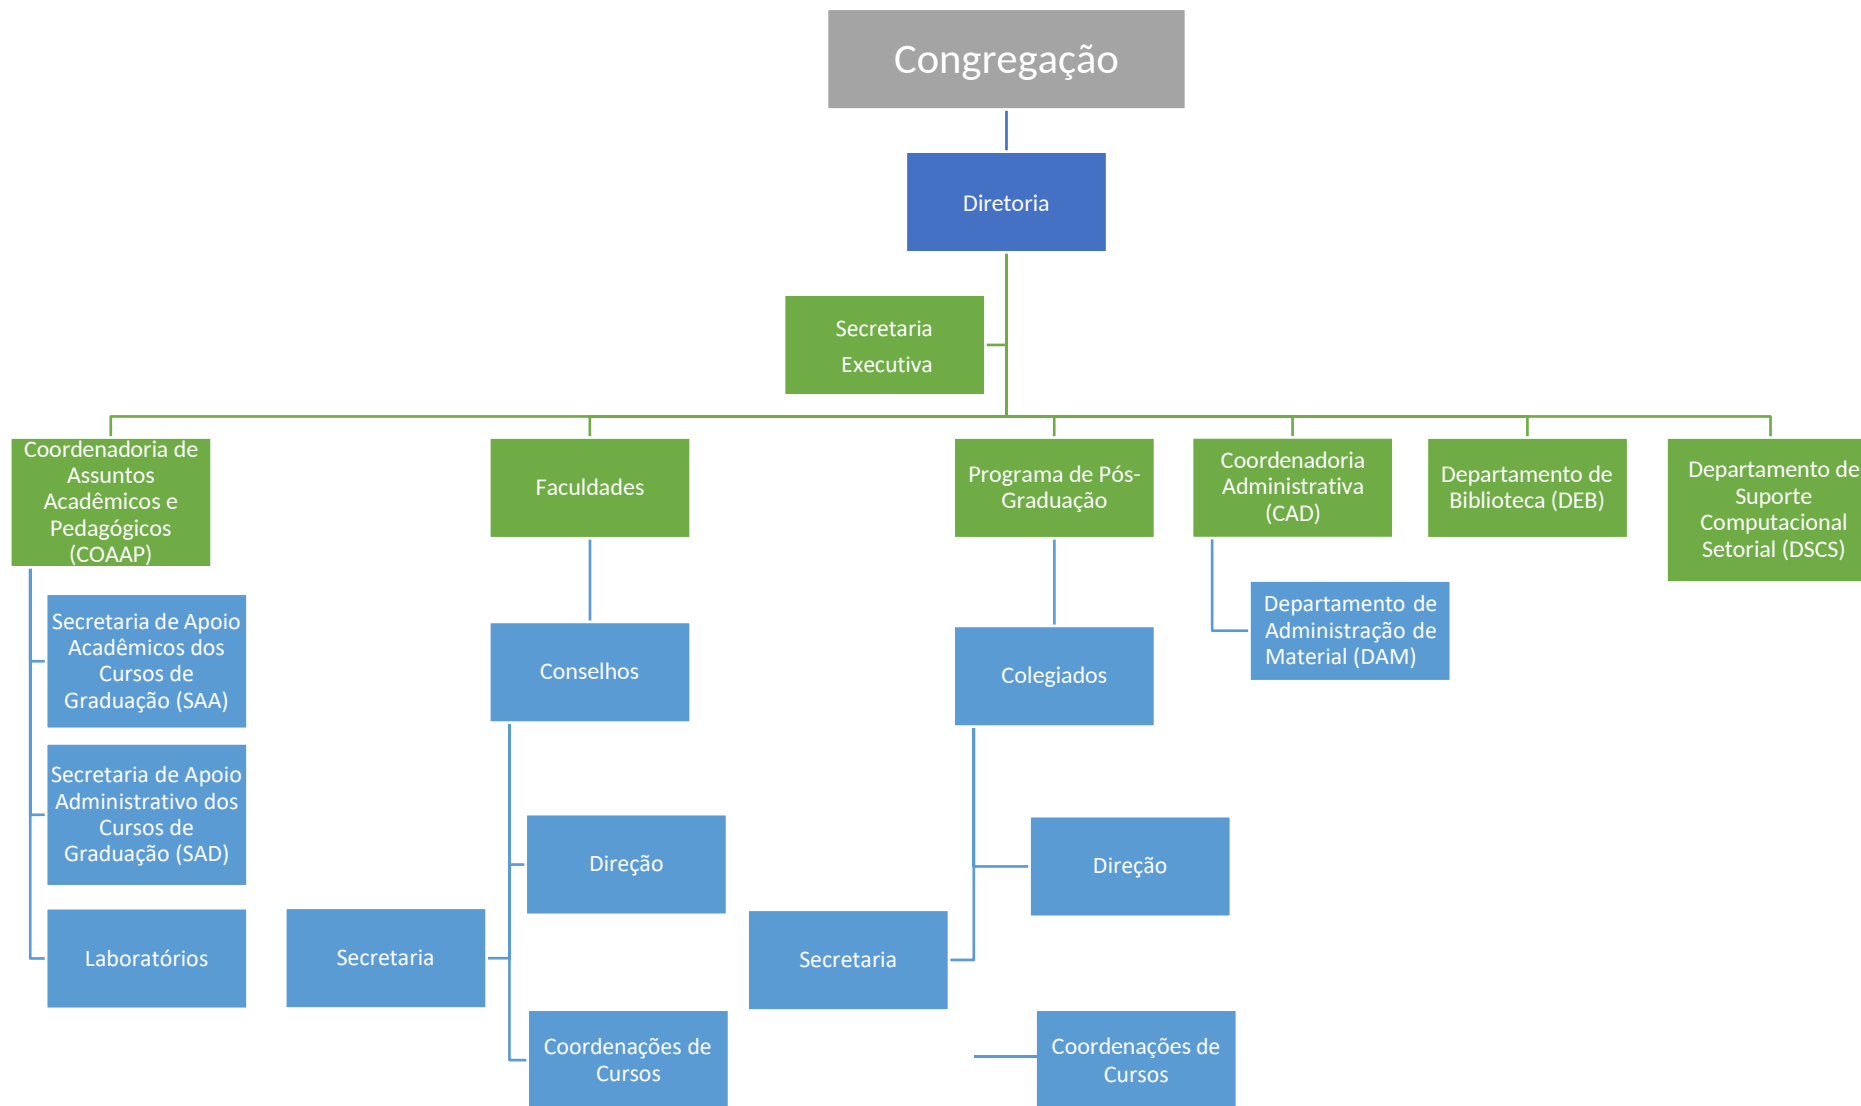 Congregação
Diretoria
Secretaria
Executiva
Coordenadoria de
Assuntos
Acadêmicos e
Pedagógicos
(COAAP)
Faculdades
Programa de Pós-
Graduação
Coordenadoria
Administrativa
(CAD)
Departamento de
Biblioteca (DEB)
Departamento de
Suporte
Computacional
Setorial (DSCS)
Secretaria de Apoio
Acadêmicos dos
Cursos de
Graduação (SAA)
Conselhos
Colegiados
Departamento de
Administração de
Material (DAM)
Secretaria de Apoio
Administrativo dos
Cursos de
Graduação (SAD)
Direção
Direção
Laboratórios
Secretaria
Secretaria
Coordenações de
Cursos
Coordenações de
Cursos